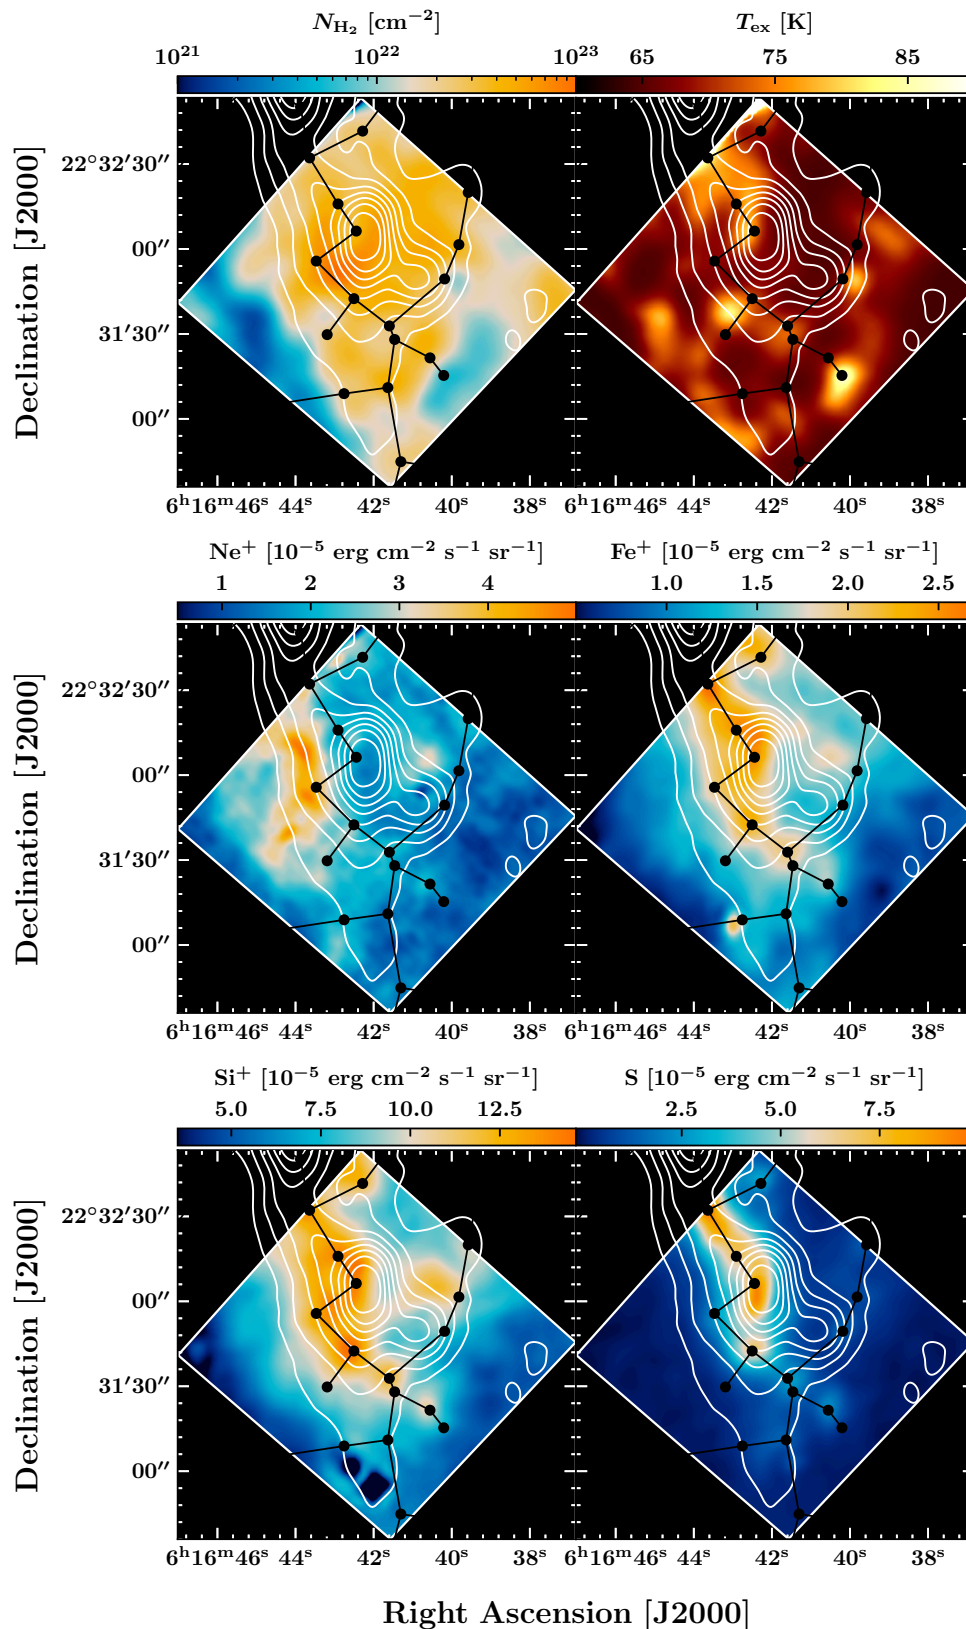 N_H₂ [cm⁻²] T_ex [K]
10²¹ 10²² 10²³ 65 75 85
22°32′30″
00″
31′30″
00″
Declination [J2000]
6ʰ16ᵐ46ˢ 44ˢ 42ˢ 40ˢ 38ˢ 6ʰ16ᵐ44ˢ 42ˢ 40ˢ 38ˢ
Ne⁺ [10⁻⁵ erg cm⁻² s⁻¹ sr⁻¹] Fe⁺ [10⁻⁵ erg cm⁻² s⁻¹ sr⁻¹]
1 2 3 4 1.0 1.5 2.0 2.5
22°32′30″
00″
31′30″
00″
Declination [J2000]
6ʰ16ᵐ46ˢ 44ˢ 42ˢ 40ˢ 38ˢ 6ʰ16ᵐ44ˢ 42ˢ 40ˢ 38ˢ
Si⁺ [10⁻⁵ erg cm⁻² s⁻¹ sr⁻¹] S [10⁻⁵ erg cm⁻² s⁻¹ sr⁻¹]
5.0 7.5 10.0 12.5 2.5 5.0 7.5
22°32′30″
00″
31′30″
00″
Declination [J2000]
6ʰ16ᵐ46ˢ 44ˢ 42ˢ 40ˢ 38ˢ 6ʰ16ᵐ44ˢ 42ˢ 40ˢ 38ˢ
Right Ascension [J2000]